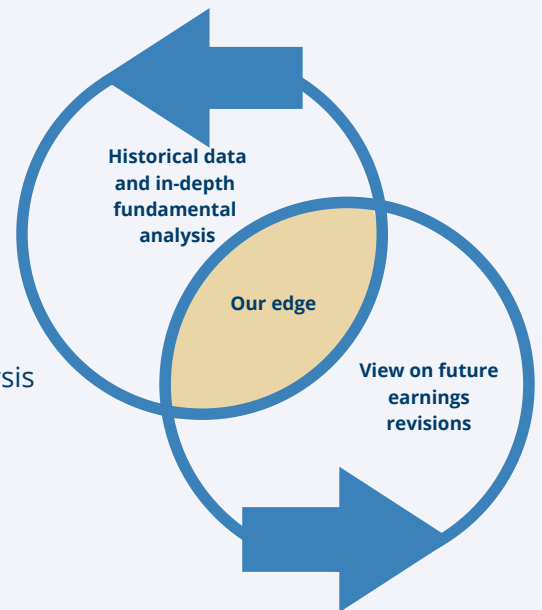 Historical data
and in-depth
fundamental
analysis
Our edge
View on future
earnings
revisions